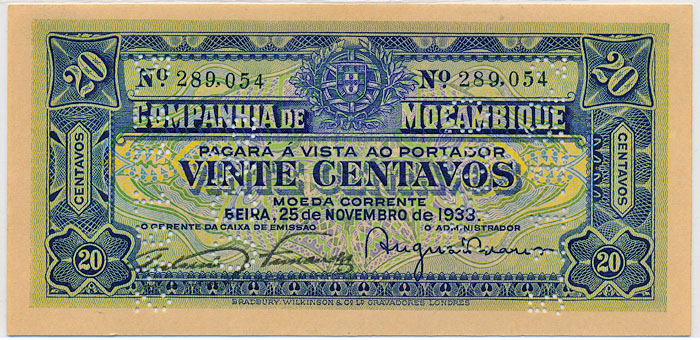 20 20
Nº 289,054 Nº 289,054
COMPANHIA DE MOÇAMBIQUE
PAGARÁ Á VISTA AO PORTADOR
CENTAVOS VINTE CENTAVOS CENTAVOS
MOEDA CORRENTE
BEIRA, 25 de NOVEMBRO de 1933.
O GERENTE DA CAIXA DE EMISSÃO O ADMINISTRADOR
20 20
BRADBURY, WILKINSON & Cº Lº GRAVADORES LONDRES